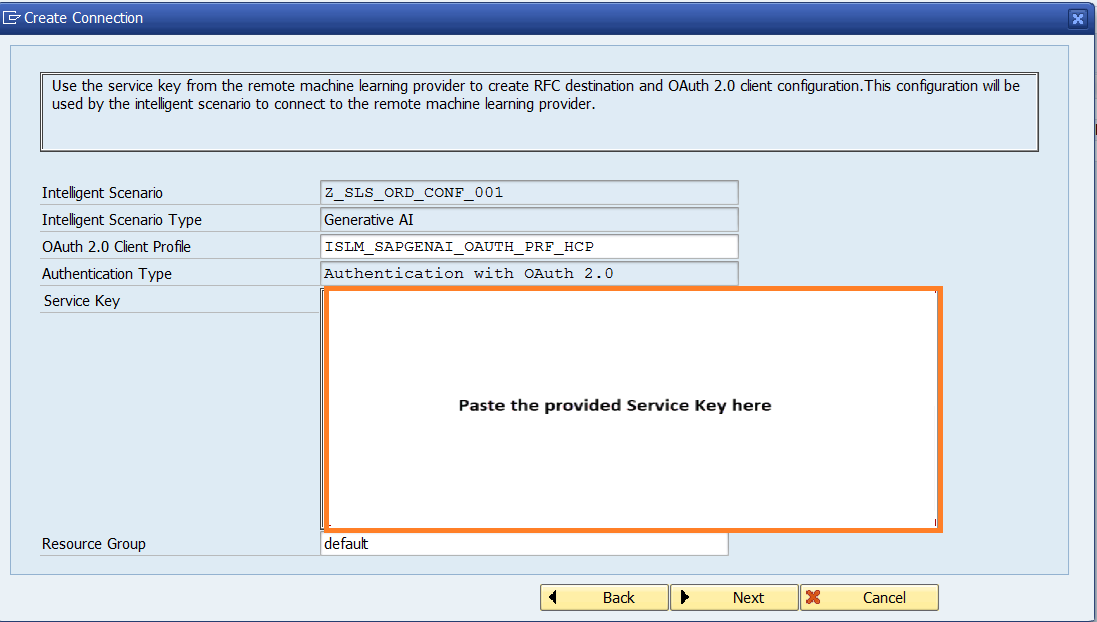 Create Connection
Use the service key from the remote machine learning provider to create RFC destination and OAuth 2.0 client configuration.This configuration will be
used by the intelligent scenario to connect to the remote machine learning provider.
Intelligent Scenario Z_SLS_ORD_CONF_001
Intelligent Scenario Type Generative AI
OAuth 2.0 Client Profile ISLM_SAPGENAI_OAUTH_PRF_HCP
Authentication Type Authentication with OAuth 2.0
Service Key
Paste the provided Service Key here
Resource Group default
Back Next Cancel